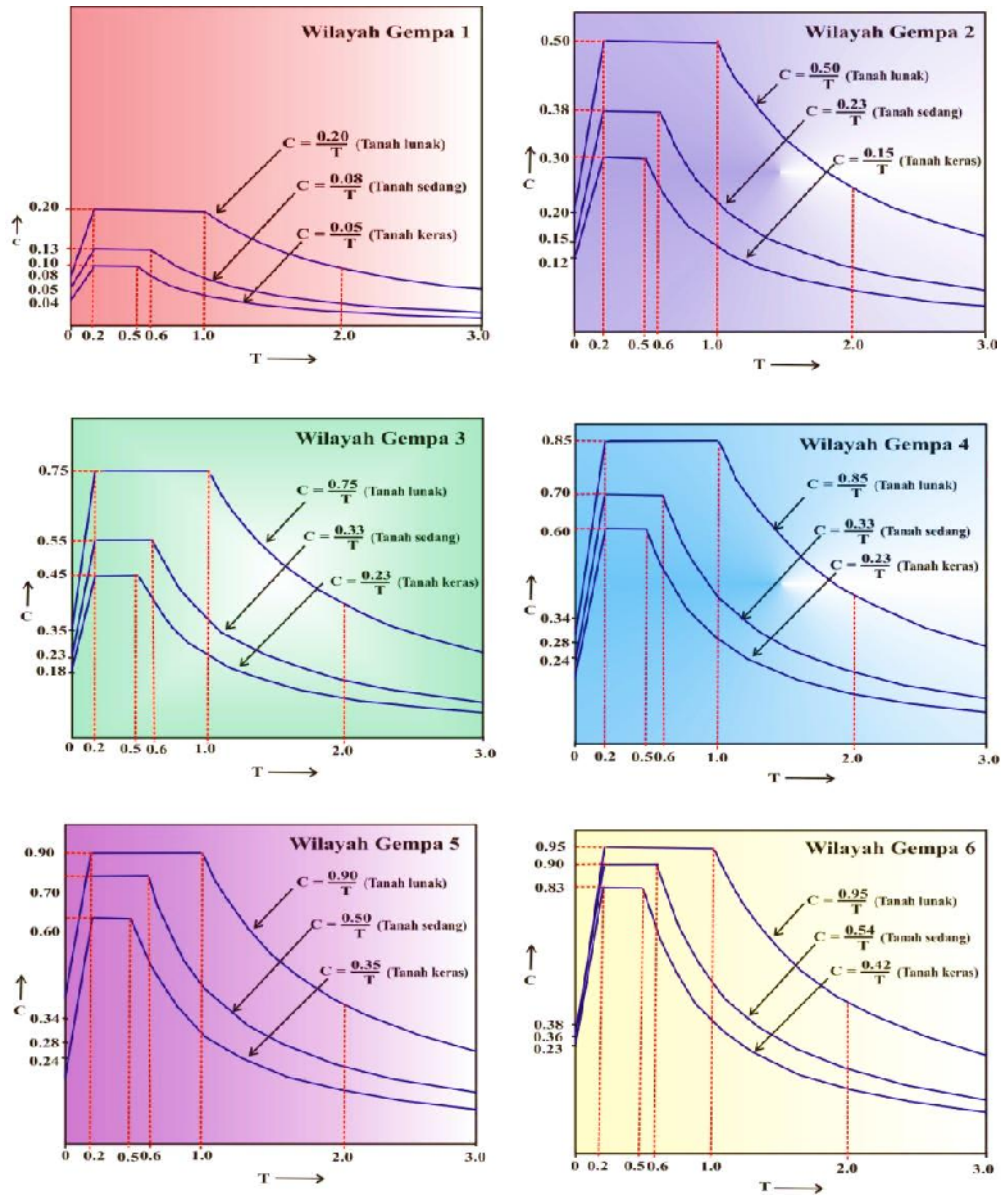 Wilayah Gempa 1
C = 0.20/T (Tanah lunak)
C = 0.08/T (Tanah sedang)
C = 0.05/T (Tanah keras)
0.20
C
0.13
0.10
0.08
0.05
0.04
0 0.2 0.5 0.6 1.0 2.0 3.0
T
Wilayah Gempa 2
0.50
C = 0.50/T (Tanah lunak)
0.38
C = 0.23/T (Tanah sedang)
0.30
C = 0.15/T (Tanah keras)
C
0.20
0.15
0.12
0 0.2 0.5 0.6 1.0 2.0 3.0
T
Wilayah Gempa 3
0.75
C = 0.75/T (Tanah lunak)
0.55
C = 0.33/T (Tanah sedang)
0.45
C = 0.23/T (Tanah keras)
C
0.35
0.23
0.18
0 0.2 0.5 0.6 1.0 2.0 3.0
T
Wilayah Gempa 4
0.85
C = 0.85/T (Tanah lunak)
0.70
C = 0.33/T (Tanah sedang)
0.60
C = 0.23/T (Tanah keras)
C
0.34
0.28
0.24
0 0.2 0.5 0.6 1.0 2.0 3.0
T
Wilayah Gempa 5
0.90
C = 0.90/T (Tanah lunak)
0.70
C = 0.50/T (Tanah sedang)
0.60
C = 0.35/T (Tanah keras)
C
0.34
0.28
0.24
0 0.2 0.5 0.6 1.0 2.0 3.0
T
Wilayah Gempa 6
0.95
0.90
0.83
C = 0.95/T (Tanah lunak)
C = 0.54/T (Tanah sedang)
C = 0.42/T (Tanah keras)
C
0.38
0.36
0.23
0 0.2 0.5 0.6 1.0 2.0 3.0
T